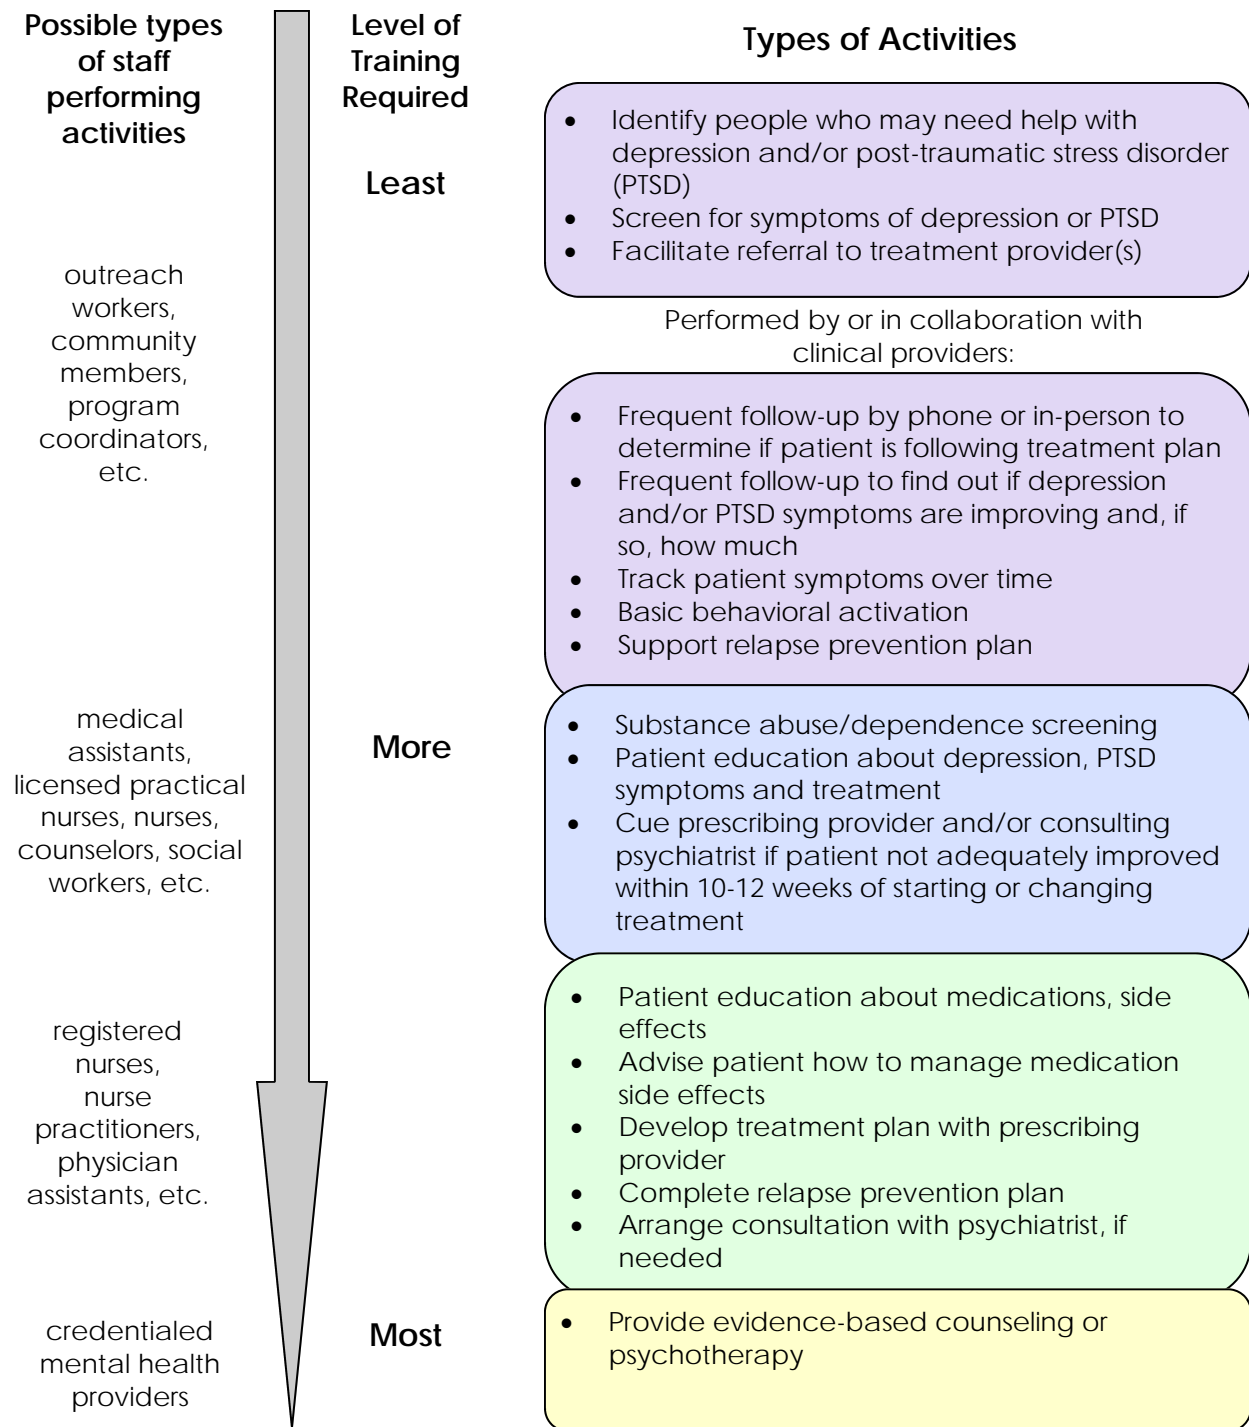 Possible types
of staff
performing
activities
Level of
Training
Required
Types of Activities
Least
• Identify people who may need help with
depression and/or post-traumatic stress disorder
(PTSD)
• Screen for symptoms of depression or PTSD
• Facilitate referral to treatment provider(s)
outreach
workers,
community
members,
program
coordinators,
etc.
Performed by or in collaboration with
clinical providers:
• Frequent follow-up by phone or in-person to
determine if patient is following treatment plan
• Frequent follow-up to find out if depression
and/or PTSD symptoms are improving and, if
so, how much
• Track patient symptoms over time
• Basic behavioral activation
• Support relapse prevention plan
medical
assistants,
licensed practical
nurses, nurses,
counselors, social
workers, etc.
More
• Substance abuse/dependence screening
• Patient education about depression, PTSD
symptoms and treatment
• Cue prescribing provider and/or consulting
psychiatrist if patient not adequately improved
within 10-12 weeks of starting or changing
treatment
registered
nurses,
nurse
practitioners,
physician
assistants, etc.
• Patient education about medications, side
effects
• Advise patient how to manage medication
side effects
• Develop treatment plan with prescribing
provider
• Complete relapse prevention plan
• Arrange consultation with psychiatrist, if
needed
credentialed
mental health
providers
Most
• Provide evidence-based counseling or
psychotherapy